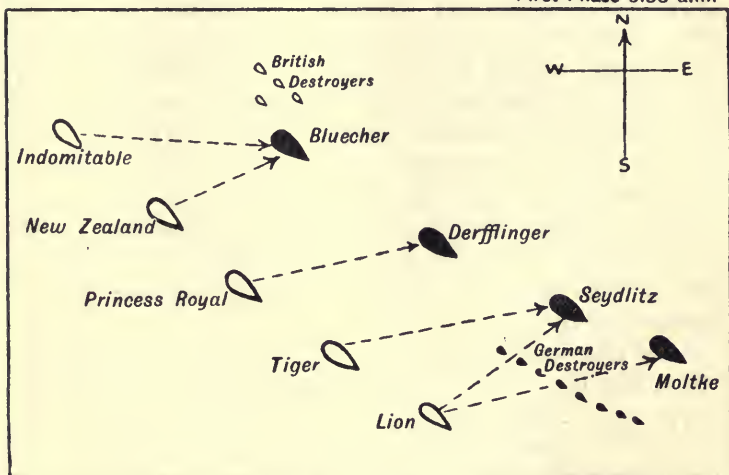 N
British
Destroyers
W E
Bluecher
Indomitable
S
New Zealand
Derfflinger
Princess Royal
Seydlitz
German
Destroyers
Tiger
Moltke
Lion